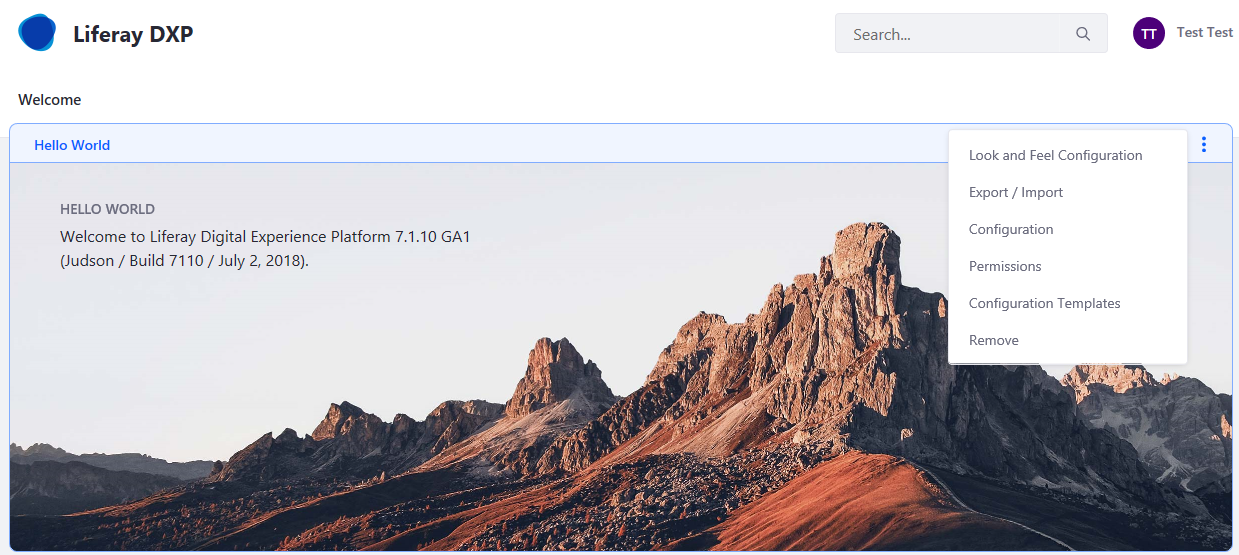 Liferay DXP
Search...
TT
Test Test
Welcome
Hello World
Look and Feel Configuration
Export / Import
Configuration
Permissions
Configuration Templates
Remove
HELLO WORLD
Welcome to Liferay Digital Experience Platform 7.1.10 GA1
(Judson / Build 7110 / July 2, 2018).